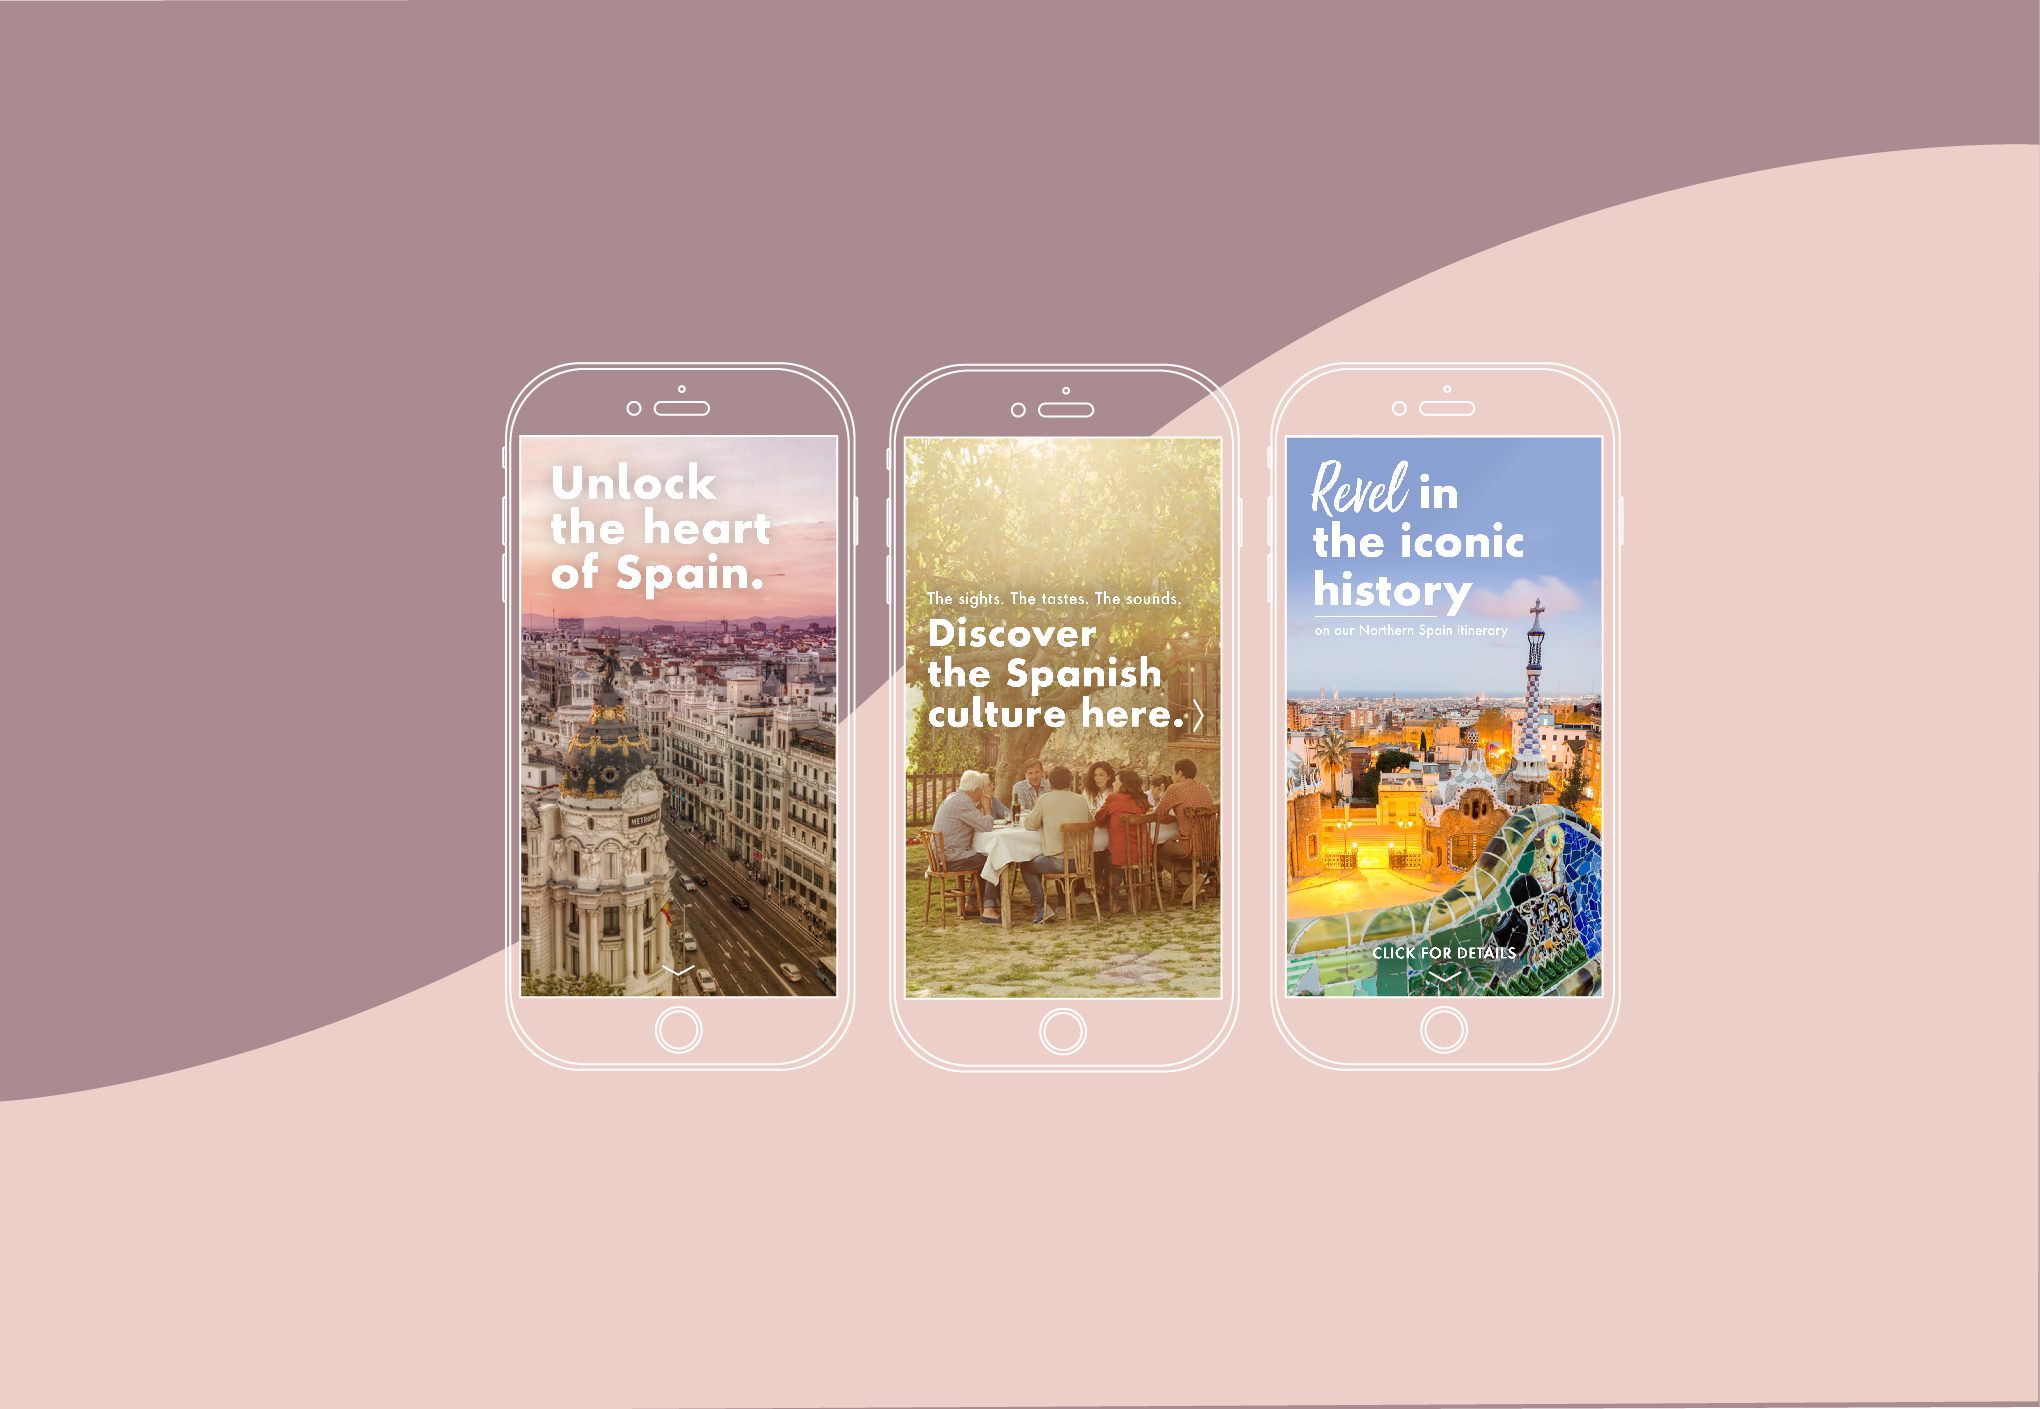 Unlock
the heart
of Spain.
METROPOLIS
The sights. The tastes. The sounds.
Discover
the Spanish
culture here.
Revel in
the iconic
history
on our Northern Spain itinerary
CLICK FOR DETAILS